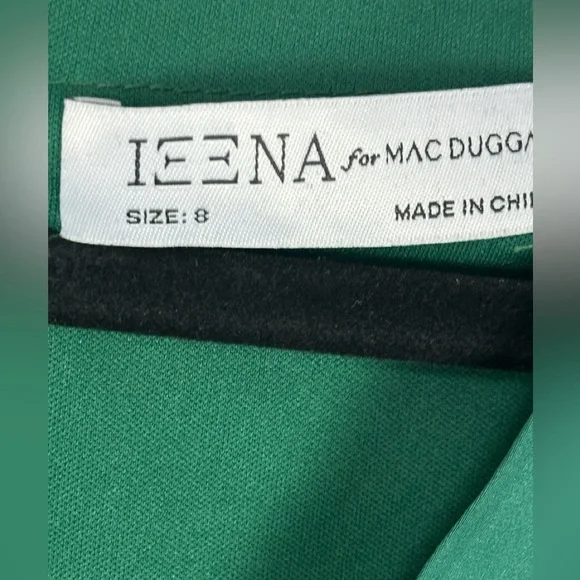 IEENA for MAC DUGGA
SIZE: 8
MADE IN CHI